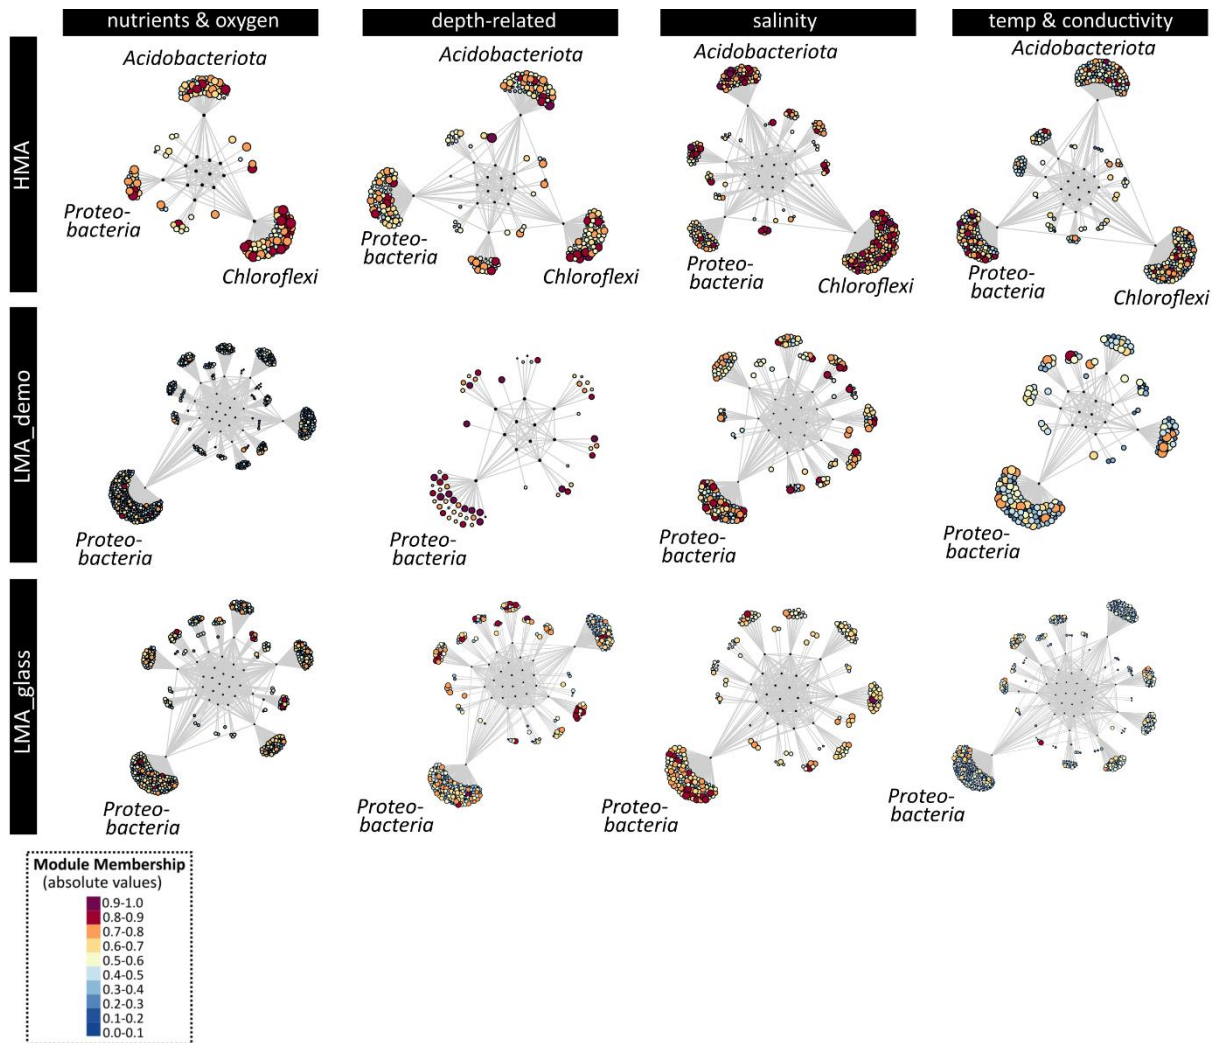 nutrients & oxygen
depth-related
salinity
temp & conductivity
HMA
Acidobacteriota
Acidobacteriota
Acidobacteriota
Acidobacteriota
Proteo-
bacteria
Chloroflexi
Proteo-
bacteria
Chloroflexi
Proteo-
bacteria
Chloroflexi
Proteo-
bacteria
Chloroflexi
LMA_demo
Proteo-
bacteria
Proteo-
bacteria
Proteo-
bacteria
Proteo-
bacteria
LMA_glass
Proteo-
bacteria
Proteo-
bacteria
Proteo-
bacteria
Proteo-
bacteria
Module Membership
(absolute values)
0.9-1.0
0.8-0.9
0.7-0.8
0.6-0.7
0.5-0.6
0.4-0.5
0.3-0.4
0.2-0.3
0.1-0.2
0.0-0.1